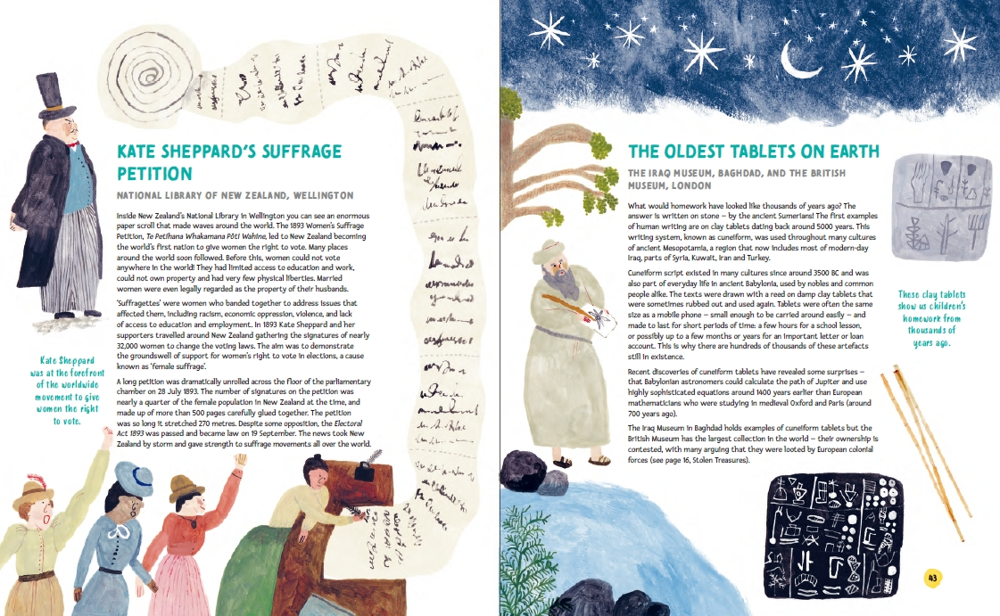 KATE SHEPPARD'S SUFFRAGE
PETITION
NATIONAL LIBRARY OF NEW ZEALAND, WELLINGTON
Inside New Zealand's National Library in Wellington you can see an enormous
paper scroll that made waves around the world. The 1893 Women's Suffrage
Petition, Te Petihana Whakamana Pōti Wahine, led to New Zealand becoming
the world's first nation to give women the right to vote. Many places
around the world soon followed. Before this, women could not vote
anywhere in the world! They had limited access to education and work,
could not own property and had very few physical liberties. Married
women were even legally regarded as the property of their husbands.
'Suffragettes' were women who banded together to address issues that
affected them, including racism, economic oppression, violence, and lack
of access to education and employment. In 1893 Kate Sheppard and her
supporters travelled around New Zealand gathering the signatures of nearly
32,000 women to change the voting laws. The aim was to demonstrate
the groundswell of support for women's right to vote in elections, a cause
known as 'female suffrage'.
A long petition was dramatically unrolled across the floor of the parliamentary
chamber on 28 July 1893. The number of signatures on the petition was
nearly a quarter of the female population in New Zealand at the time, and
made up of more than 500 pages carefully glued together. The petition
was so long it stretched 270 metres. Despite some opposition, the Electoral
Act 1893 was passed and became law on 19 September. The news took New
Zealand by storm and gave strength to suffrage movements all over the world.
Kate Sheppard
was at the forefront
of the worldwide
movement to give
women the right
to vote.
THE OLDEST TABLETS ON EARTH
THE IRAQ MUSEUM, BAGHDAD, AND THE BRITISH
MUSEUM, LONDON
What would homework have looked like thousands of years ago? The
answer is written on stone – by the ancient Sumerians! The first examples
of human writing are on clay tablets dating back around 5000 years. This
writing system, known as cuneiform, was used throughout many cultures
of ancient Mesopotamia, a region that now includes most of modern-day
Iraq, parts of Syria, Kuwait, Iran and Turkey.
Cuneiform script existed in many cultures since around 3500 BC and was
also part of everyday life in ancient Babylonia, used by nobles and common
people alike. The texts were drawn with a reed on damp clay tablets that
were sometimes rubbed out and used again. Tablets were often the same
size as a mobile phone – small enough to be carried around easily – and
made to last for short periods of time: a few hours for a school lesson,
or possibly up to a few months or years for an important letter or loan
account. This is why there are hundreds of thousands of these artefacts
still in existence.
Recent discoveries of cuneiform tablets have revealed some surprises –
that Babylonian astronomers could calculate the path of Jupiter and use
highly sophisticated equations around 1400 years earlier than European
mathematicians who were studying in medieval Oxford and Paris (around
700 years ago).
The Iraq Museum in Baghdad holds examples of cuneiform tablets but the
British Museum has the largest collection in the world – their ownership is
contested, with many arguing that they were looted by European colonial
forces (see page 16, Stolen Treasures).
These clay tablets
show us children's
homework from
thousands of
years ago.
43